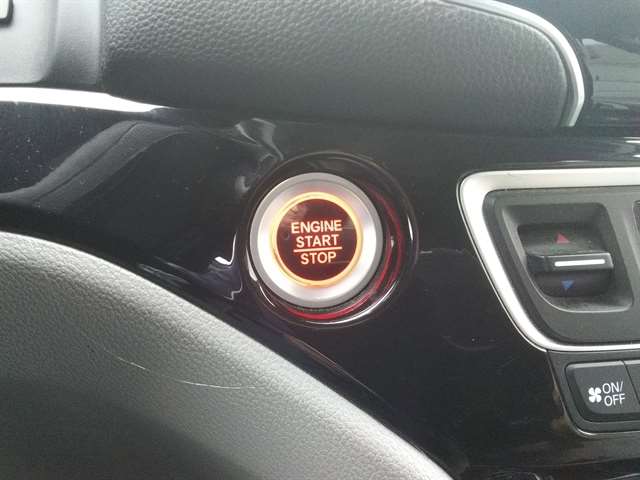 ENGINE
START
STOP
ON/
OFF